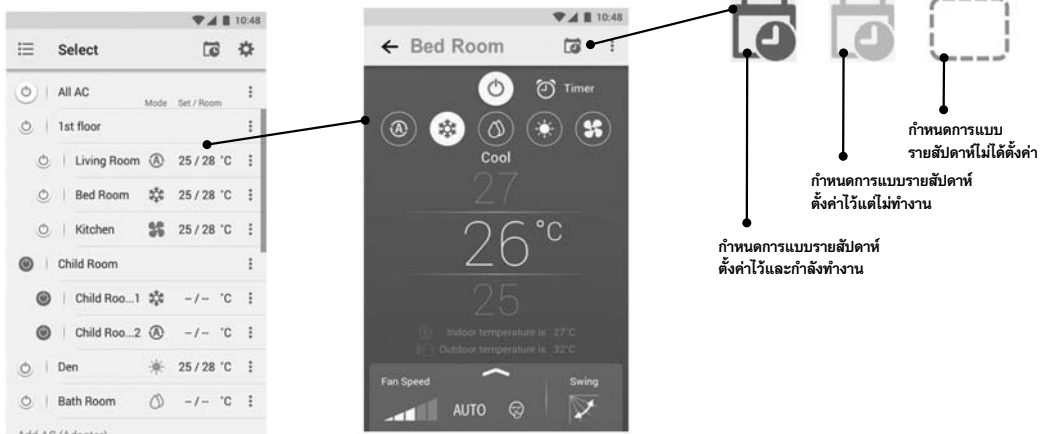 10:48
Select
All AC
Mode Set / Room
1st floor
Living Room 25 / 28 °C
Bed Room 25 / 28 °C
Kitchen 25 / 28 °C
Child Room
Child Roo...1 – / – °C
Child Roo...2 – / – °C
Den 25 / 28 °C
Bath Room – / – °C
Add AC (Adapter)
10:48
Bed Room
Timer
Cool
27
26 °C
25
Indoor temperature is 27°C
Outdoor temperature is 32°C
Fan Speed
Swing
AUTO
กำหนดการแบบ
รายสัปดาห์ไม่ได้ตั้งค่า
กำหนดการแบบรายสัปดาห์
ตั้งค่าไว้แต่ไม่ทำงาน
กำหนดการแบบรายสัปดาห์
ตั้งค่าไว้และกำลังทำงาน